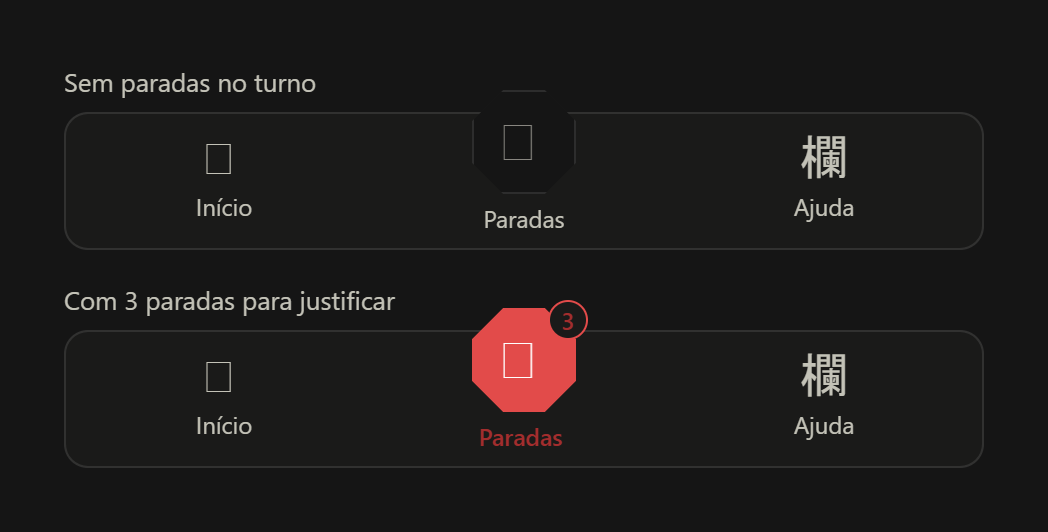 Sem paradas no turno
Início
Paradas
欄
Ajuda
Com 3 paradas para justificar
3
Início
Paradas
欄
Ajuda